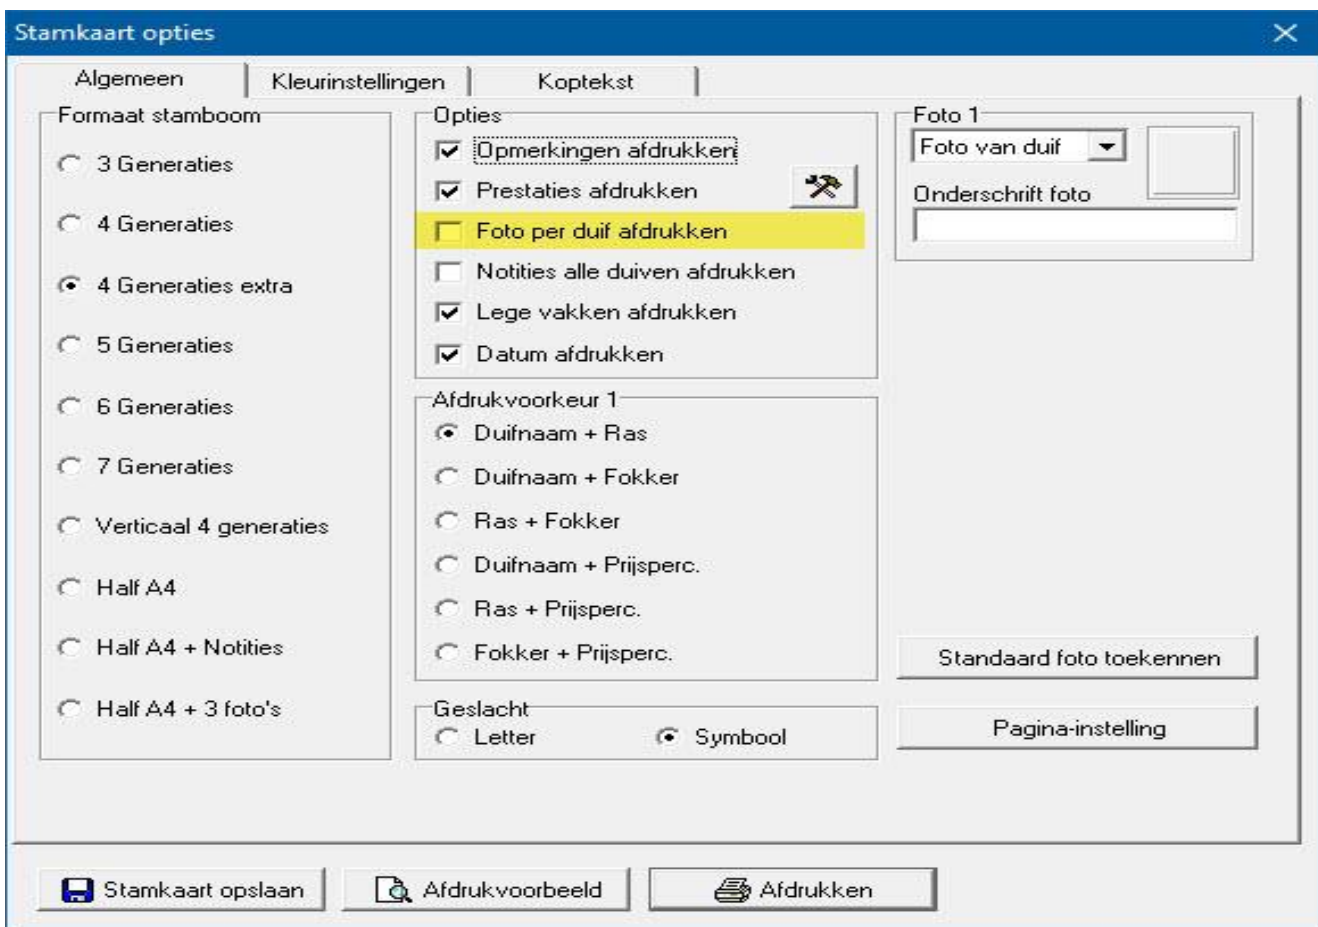 Stamkaart opties
Algemeen
Kleurinstellingen
Koptekst
Formaat stamboom
3 Generaties
4 Generaties
4 Generaties extra
5 Generaties
6 Generaties
7 Generaties
Verticaal 4 generaties
Half A4
Half A4 + Notities
Half A4 + 3 foto's
Opties
Opmerkingen afdrukken
Prestaties afdrukken
Foto per duif afdrukken
Notities alle duiven afdrukken
Lege vakken afdrukken
Datum afdrukken
Afdrukvoorkeur 1
Duifnaam + Ras
Duifnaam + Fokker
Ras + Fokker
Duifnaam + Prijsperc.
Ras + Prijsperc.
Fokker + Prijsperc.
Geslacht
Letter
Symbool
Foto 1
Foto van duif
Onderschrift foto
Standaard foto toekennen
Pagina-instelling
Stamkaart opslaan
Afdrukvoorbeeld
Afdrukken